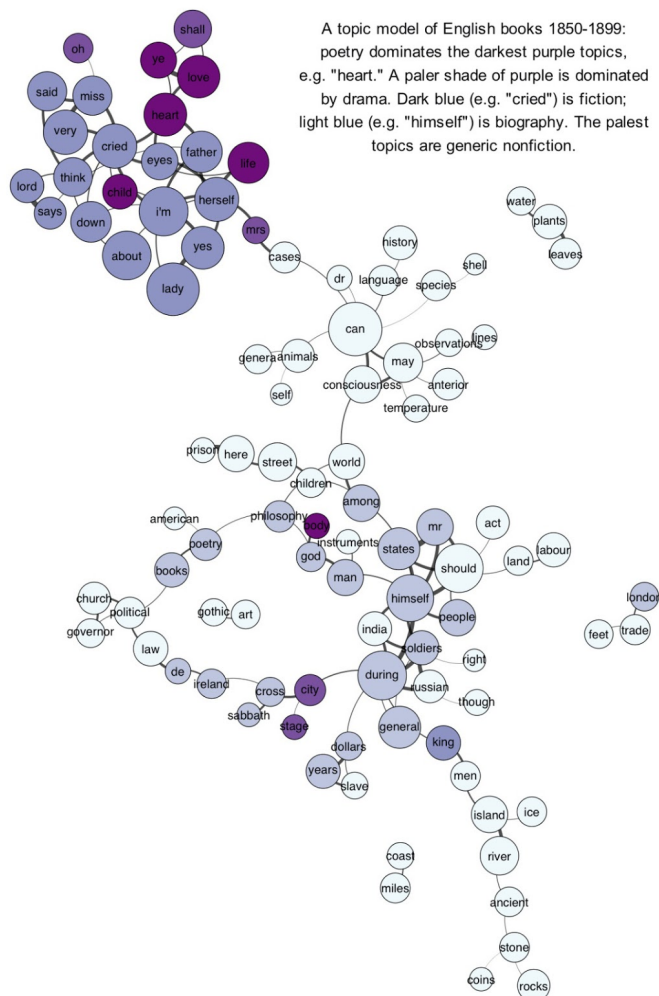 A topic model of English books 1850-1899:
poetry dominates the darkest purple topics,
e.g. "heart." A paler shade of purple is dominated
by drama. Dark blue (e.g. "cried") is fiction;
light blue (e.g. "himself") is biography. The palest
topics are generic nonfiction.
shall
oh
ye
love
said
miss
heart
very
cried
eyes
father
life
think
lord
child
herself
says
down
i'm
mrs
yes
about
cases
lady
water
plants
leaves
history
shell
dr
language
species
can
observations
lines
genera
animals
may
consciousness
anterior
self
temperature
prison
here
street
world
children
among
american
philosophy
body
mr
act
poetry
instruments
states
god
should
land
labour
books
man
himself
london
church
political
gothic
art
people
governor
india
feet
trade
law
soldiers
right
de
ireland
during
cross
city
russian
though
sabbath
stage
general
dollars
king
years
slave
men
island
ice
coast
river
miles
ancient
stone
coins
rocks